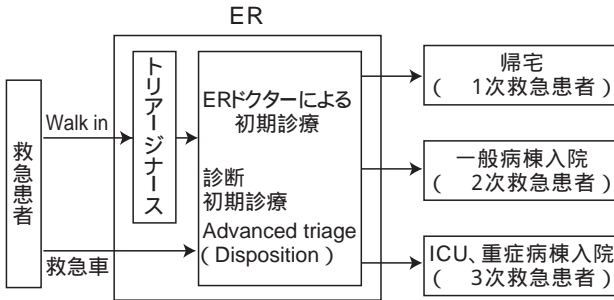 ER
救急患者
Walk in
救急車
トリアージナース
ERドクターによる
初期診療
診断
初期診療
Advanced triage
（Disposition）
帰宅
（　1次救急患者）
一般病棟入院
（　2次救急患者）
ICU、重症病棟入院
（　3次救急患者）